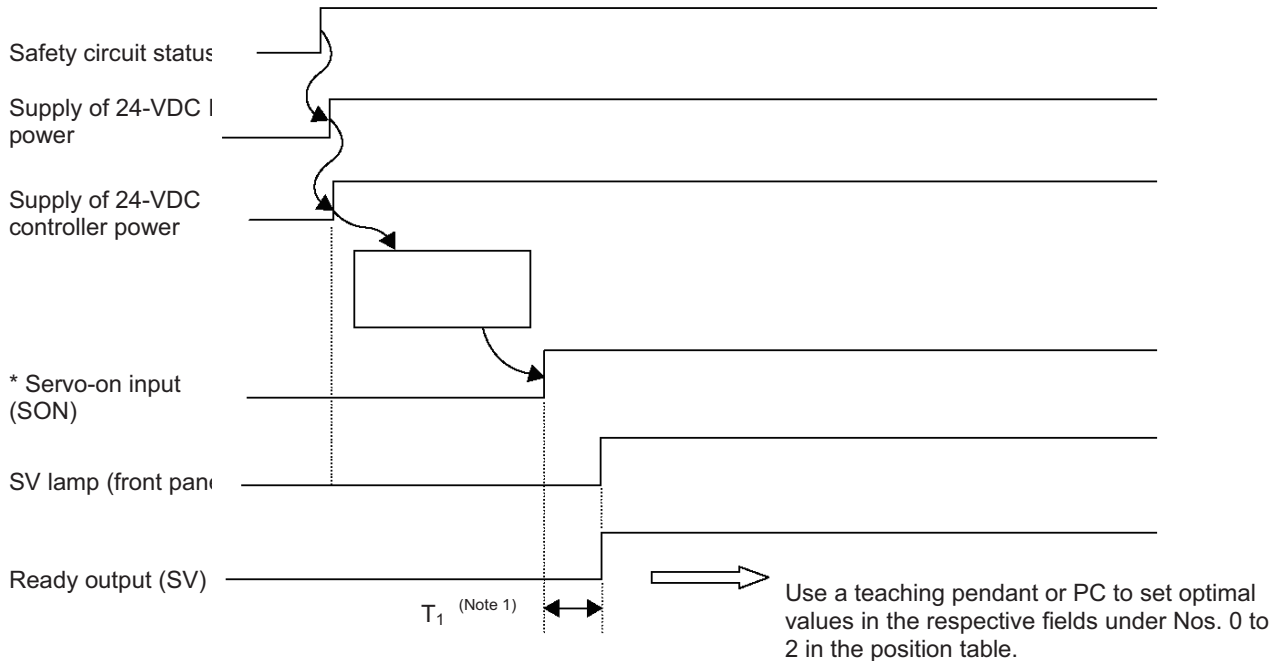 Safety circuit status
Supply of 24-VDC
power
Supply of 24-VDC
controller power
* Servo-on input
(SON)
SV lamp (front
Ready output (SV)
T₁ (Note 1)
Use a teaching pendant or PC to set optimal
values in the respective fields under Nos. 0 to
2 in the position table.